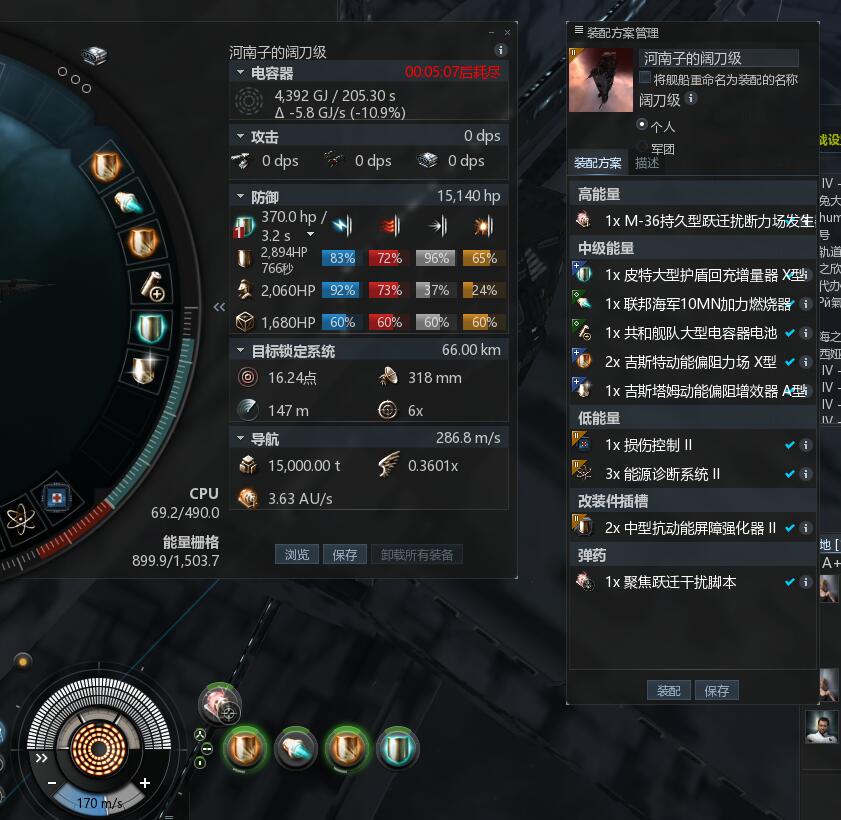 河南子的阔刀级
电容器
00:05:07后耗尽
4,392 GJ / 205.30 s
Δ -5.8 GJ/s (-10.9%)
攻击
0 dps
0 dps
0 dps
0 dps
防御
15,140 hp
370.0 hp /
3.2 s
2,894HP
766秒
83%
72%
96%
65%
2,060HP
92%
73%
37%
24%
1,680HP
60%
60%
60%
60%
目标锁定系统
66.00 km
16.24点
318 mm
147 m
6x
导航
286.8 m/s
15,000.00 t
0.3601x
3.63 AU/s
CPU
69.2/490.0
能量栅格
899.9/1,503.7
浏览
保存
卸载所有装备
170 m/s
装配方案管理
河南子的阔刀级
将舰船重命名为装配的名称
阔刀级
个人
军团
装配方案
描述
高能量
1x M-36持久型跃迁扰断力场发生
中级能量
1x 皮特大型护盾回充增量器 X型
1x 联邦海军10MN加力燃烧器
1x 共和舰队大型电容器电池
2x 吉斯特动能偏阻力场 X型
1x 吉斯塔姆动能偏阻增效器 A型
低能量
1x 损伤控制 II
3x 能源诊断系统 II
改装件插槽
2x 中型抗动能屏障强化器 II
弹药
1x 聚焦跃迁干扰脚本
装配
保存